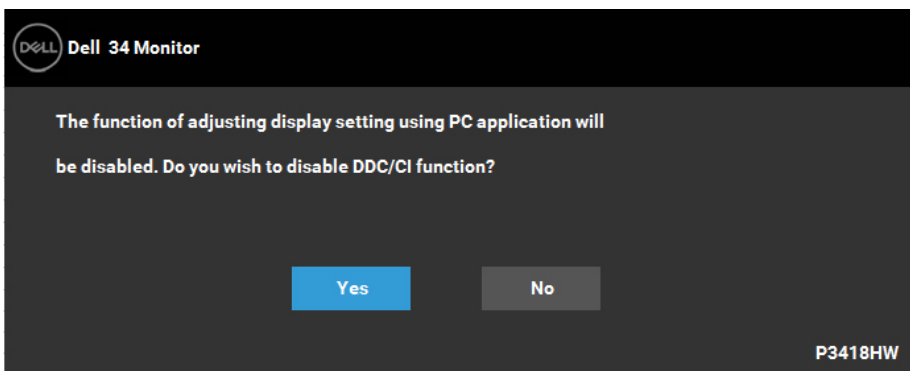 DELL
Dell 34 Monitor
The function of adjusting display setting using PC application will
be disabled. Do you wish to disable DDC/CI function?
Yes
No
P3418HW